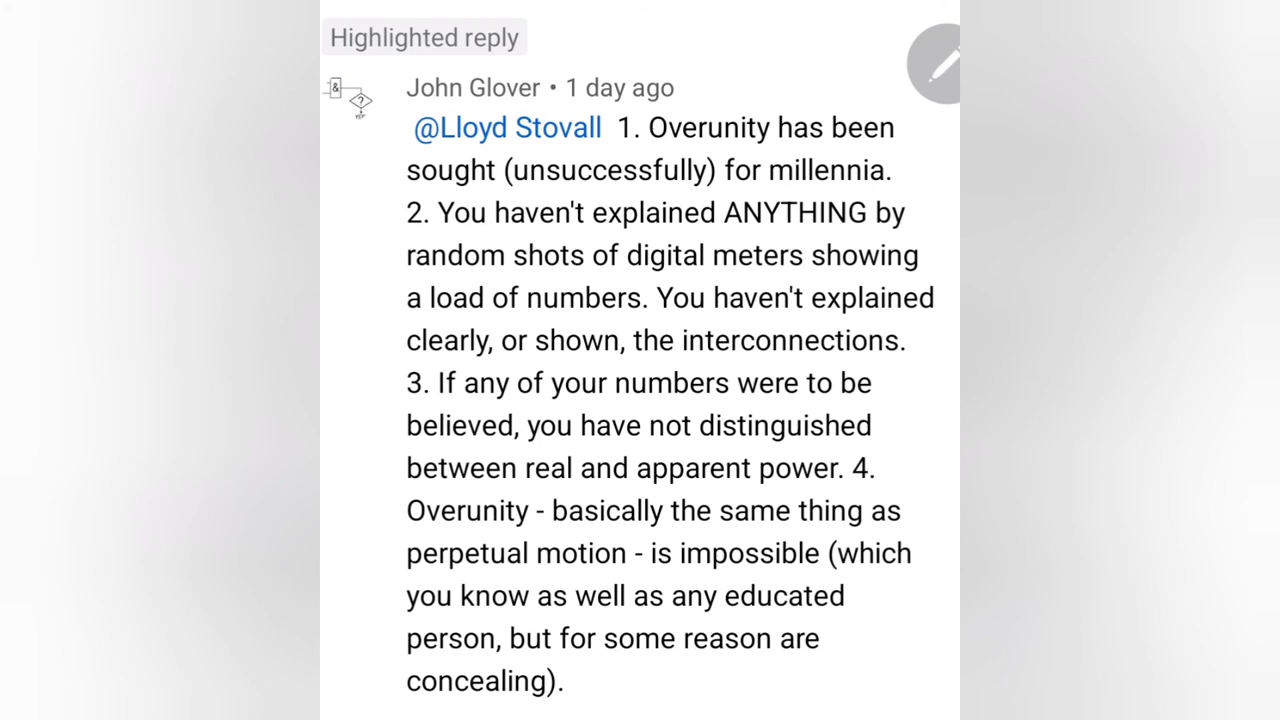 Highlighted reply
John Glover • 1 day ago
@Lloyd Stovall 1. Overunity has been
sought (unsuccessfully) for millennia.
2. You haven't explained ANYTHING by
random shots of digital meters showing
a load of numbers. You haven't explained
clearly, or shown, the interconnections.
3. If any of your numbers were to be
believed, you have not distinguished
between real and apparent power. 4.
Overunity - basically the same thing as
perpetual motion - is impossible (which
you know as well as any educated
person, but for some reason are
concealing).